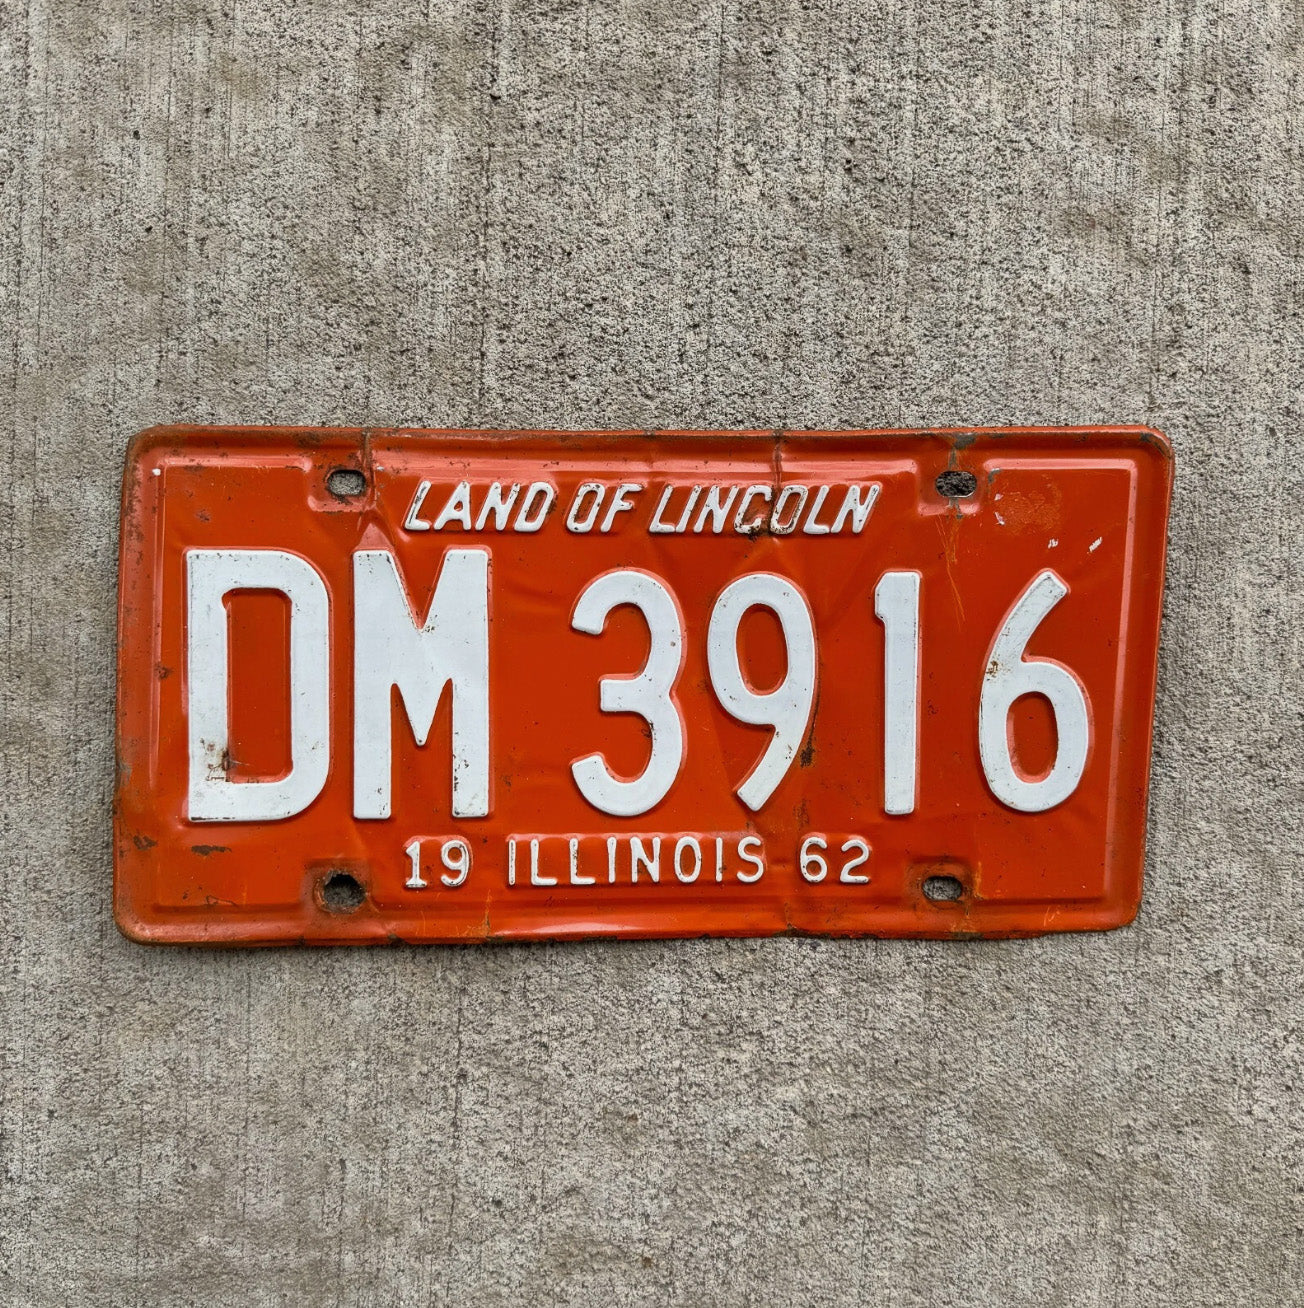 LAND OF LINCOLN
DM 3916
19 ILLINOIS 62